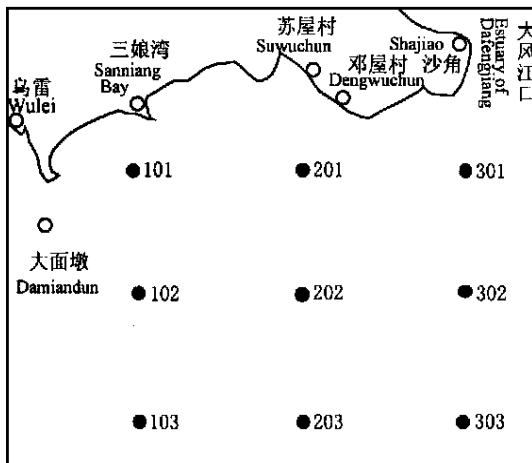 苏屋村
Suwuchun
三娘湾
Sanniang
Bay
乌雷
Wulei
邓屋村
Dengwuchun
Shajiao
沙角
Estuary of
Dafengjiang
大风江口
101
201
301
大面墩
Damiandun
102
202
302
103
203
303